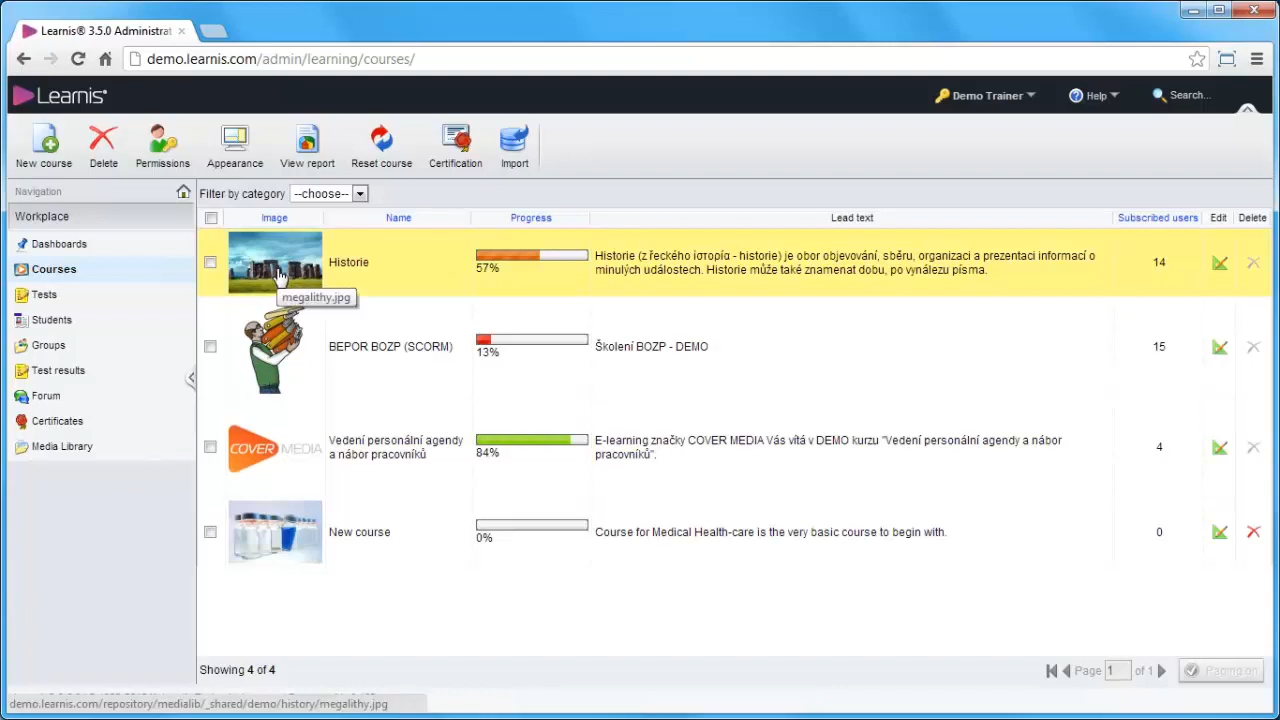 Learnis® 3.5.0 Administrat
demo.learnis.com/admin/learning/courses/
Learnis®
Demo Trainer
Help
Search...
New course
Delete
Permissions
Appearance
View report
Reset course
Certification
Import
Navigation
Filter by category --choose--
Workplace
Image Name Progress Lead text Subscribed users Edit Delete
Dashboards
Courses
Tests
Students
Groups
Test results
Forum
Certificates
Media Library
Historie
57%
Historie (z řeckého ίστορία - historie) je obor objevování, sběru, organizaci a prezentaci informací o
minulých událostech. Historie může také znamenat dobu, po vynálezu písma.
14
megalithy.jpg
BEPOR BOZP (SCORM)
13%
Školení BOZP - DEMO
15
COVER MEDIA
Vedení personální agendy
a nábor pracovníků
84%
E-learning značky COVER MEDIA Vás vítá v DEMO kurzu "Vedení personální agendy a nábor
pracovníků".
4
New course
0%
Course for Medical Health-care is the very basic course to begin with.
0
Showing 4 of 4
Page 1 of 1
Paging on
demo.learnis.com/repository/medialib/_shared/demo/history/megalithy.jpg